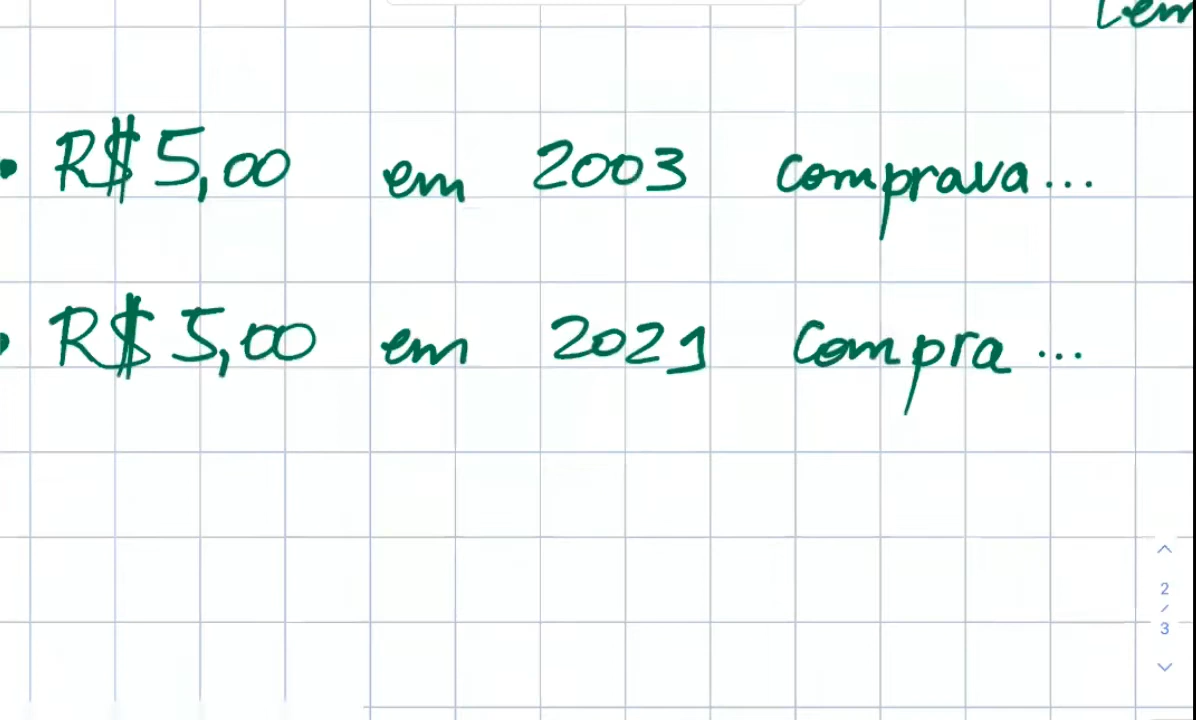 • R$ 5,00 em 2003 comprava...
• R$ 5,00 em 2021 compra...
2
/
3